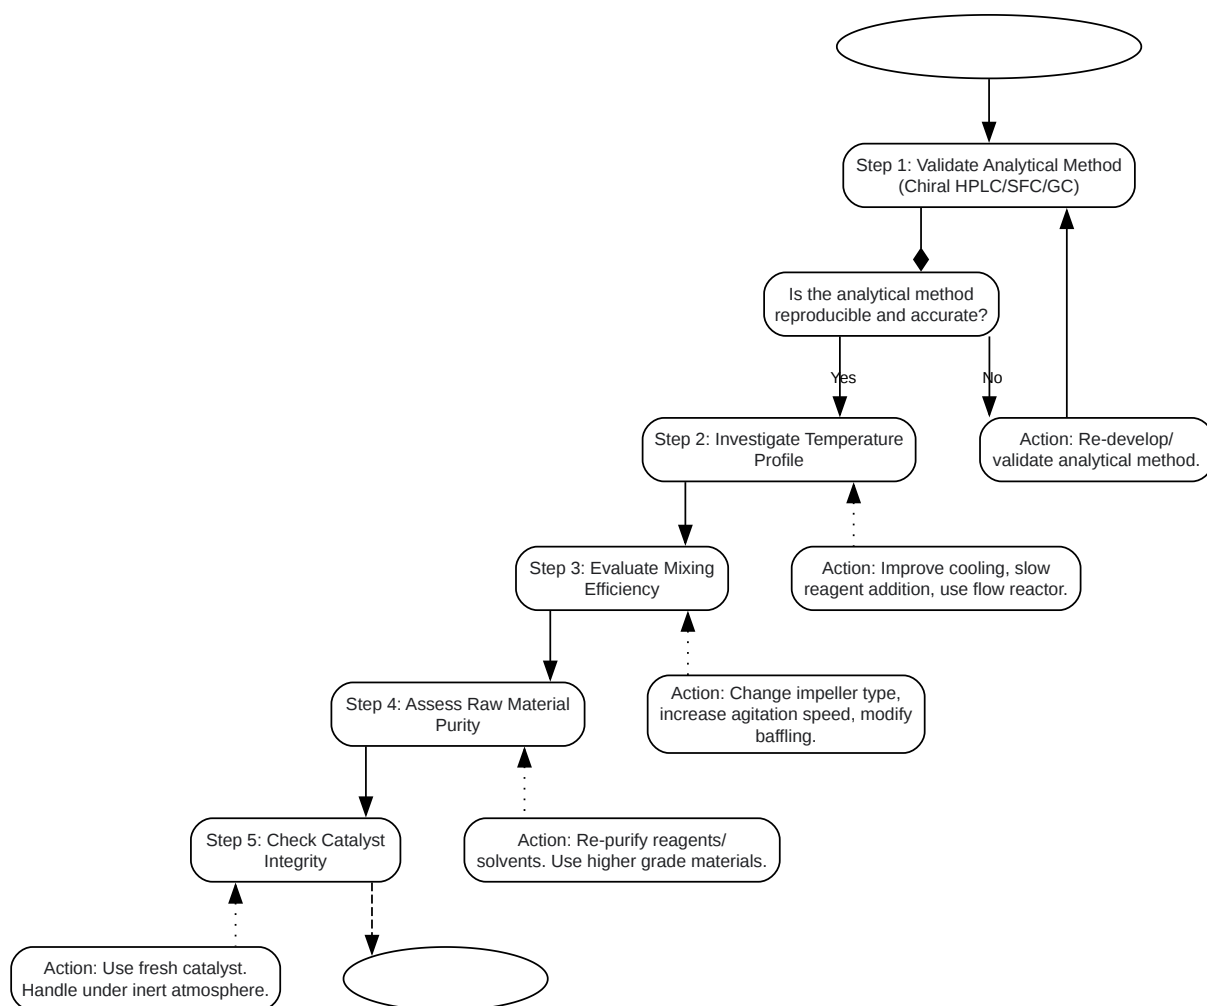 Step 1: Validate Analytical Method
(Chiral HPLC/SFC/GC)
Is the analytical method
reproducible and accurate?
Yes
No
Step 2: Investigate Temperature
Profile
Action: Re-develop/
validate analytical method.
Step 3: Evaluate Mixing
Efficiency
Action: Improve cooling, slow
reagent addition, use flow reactor.
Step 4: Assess Raw Material
Purity
Action: Change impeller type,
increase agitation speed, modify
baffling.
Step 5: Check Catalyst
Integrity
Action: Re-purify reagents/
solvents. Use higher grade materials.
Action: Use fresh catalyst.
Handle under inert atmosphere.